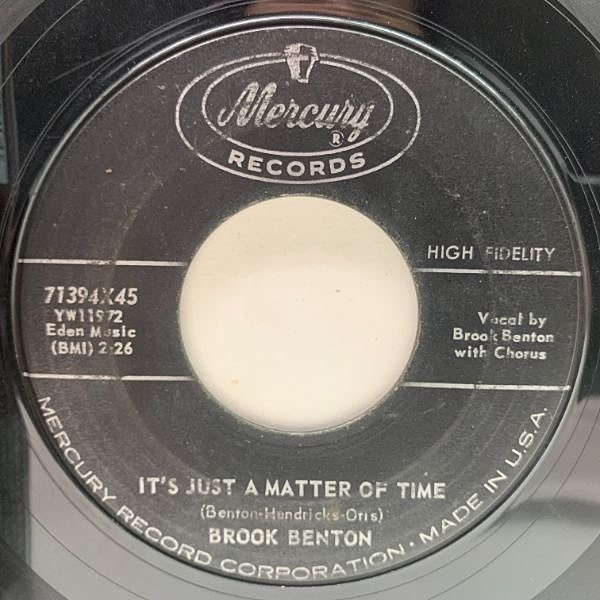 Mercury
®
RECORDS
HIGH FIDELITY
71394X45
YW11972
Eden Music
(BMI) 2:26
Vocal by
Brook Benton
with Chorus
IT'S JUST A MATTER OF TIME
(Benton-Hendricks-Otis)
BROOK BENTON
MERCURY RECORD CORPORATION · MADE IN U.S.A.